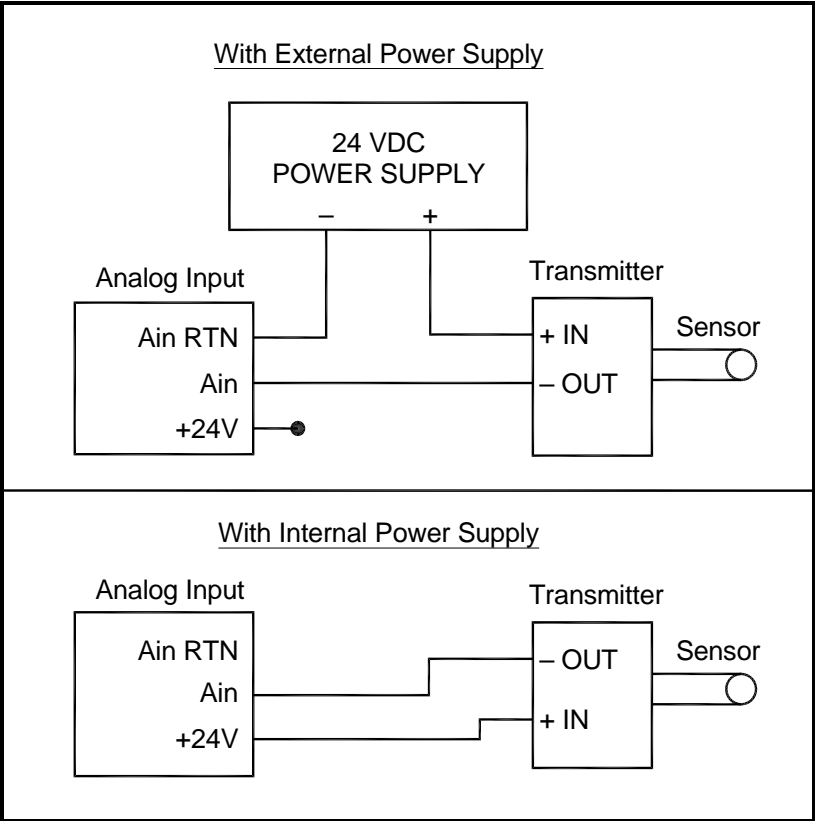 With External Power Supply
24 VDC
POWER SUPPLY
– +
Analog Input
Transmitter
Ain RTN
Ain
+24V
+ IN
– OUT
Sensor
With Internal Power Supply
Analog Input
Transmitter
Ain RTN
Ain
+24V
– OUT
+ IN
Sensor